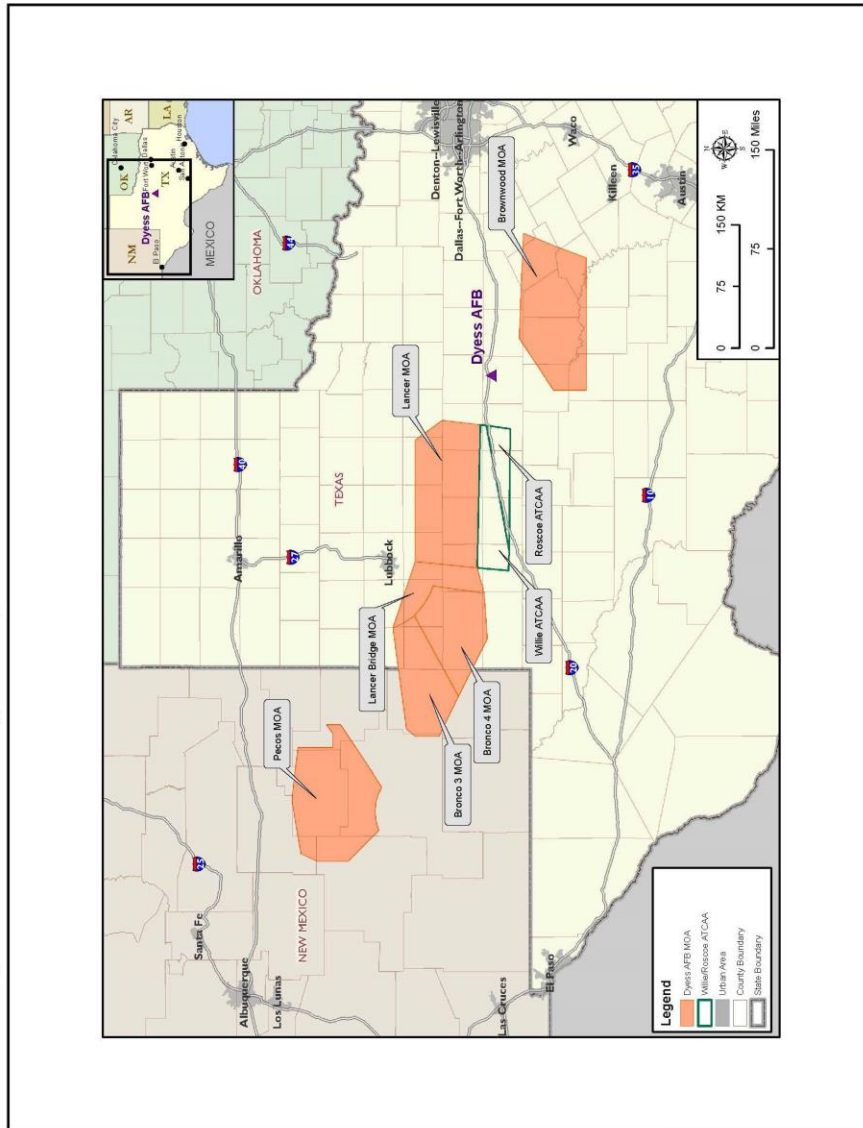 NM
OK
AR
TX
LA
Oklahoma City
Dyess AFB
Fort Worth
Dallas
El Paso
Austin
San Antonio
Houston
MEXICO
Santa Fe
Albuquerque
Los Lunas
25
NEW MEXICO
Las Cruces
El Paso
Amarillo
40
27
TEXAS
Lubbock
OKLAHOMA
44
Pecos MOA
Lancer Bridge MOA
Lancer MOA
Bronco 3 MOA
Bronco 4 MOA
Willie ATCAA
Roscoe ATCAA
20
10
Dyess AFB
Brownwood MOA
Denton--Lewisville
Dallas--Fort Worth--Arlington
Waco
Killeen
35
Austin
Legend
Dyess AFB MOA
Willie/Roscoe ATCAA
Urban Area
County Boundary
State Boundary
N
W
E
S
0 75 150 KM
0 75 150 Miles